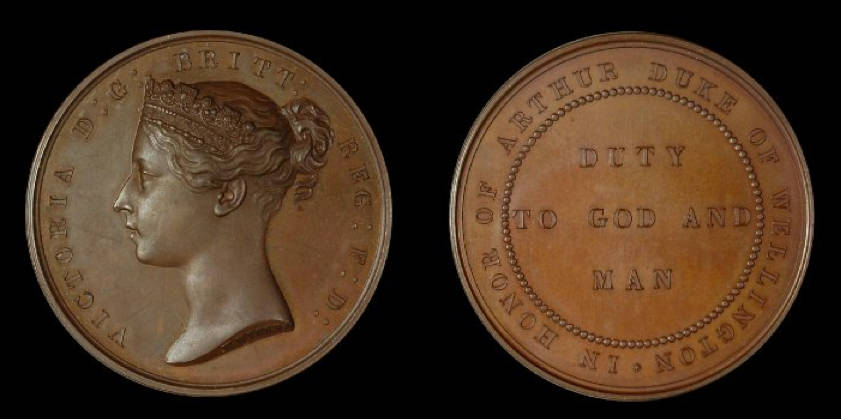 VICTORIA D:G: BRITT: REG: F:D:
IN HONOR OF ARTHUR DUKE OF WELLINGTON,
DUTY
TO GOD AND
MAN